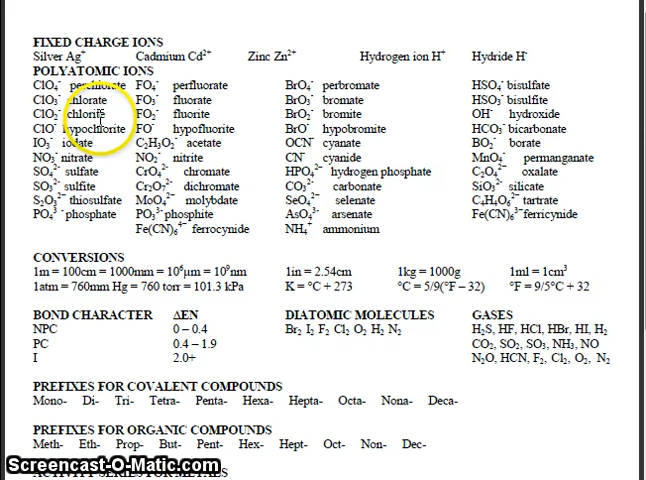 FIXED CHARGE IONS
Silver Ag⁺ Cadmium Cd²⁺ Zinc Zn²⁺ Hydrogen ion H⁺ Hydride H⁻
POLYATOMIC IONS
ClO₄⁻ perchlorate FO₄⁻ perfluorate BrO₄⁻ perbromate HSO₄⁻ bisulfate
ClO₃⁻ chlorate FO₃⁻ fluorate BrO₃⁻ bromate HSO₃⁻ bisulfite
ClO₂⁻ chlorite FO₂⁻ fluorite BrO₂⁻ bromite OH⁻ hydroxide
ClO⁻ hypochlorite FO⁻ hypofluorite BrO⁻ hypobromite HCO₃⁻ bicarbonate
IO₃⁻ iodate C₂H₃O₂⁻ acetate OCN⁻ cyanate BO₂⁻ borate
NO₃⁻ nitrate NO₂⁻ nitrite CN⁻ cyanide MnO₄⁻ permanganate
SO₄²⁻ sulfate CrO₄²⁻ chromate HPO₄²⁻ hydrogen phosphate C₂O₄²⁻ oxalate
SO₃²⁻ sulfite Cr₂O₇²⁻ dichromate CO₃²⁻ carbonate SiO₃²⁻ silicate
S₂O₃²⁻ thiosulfate MoO₄²⁻ molybdate SeO₄²⁻ selenate C₄H₄O₆²⁻ tartrate
PO₄³⁻ phosphate PO₃³⁻ phosphite AsO₄³⁻ arsenate Fe(CN)₆³⁻ ferricynide
Fe(CN)₆⁴⁻ ferrocynide NH₄⁺ ammonium
CONVERSIONS
1m = 100cm = 1000mm = 10⁶μm = 10⁹nm 1in = 2.54cm 1kg = 1000g 1ml = 1cm³
1atm = 760mm Hg = 760 torr = 101.3 kPa K = °C + 273 °C = 5/9(°F – 32) °F = 9/5°C + 32
BOND CHARACTER ΔEN DIATOMIC MOLECULES GASES
NPC 0 – 0.4 Br₂ I₂ F₂ Cl₂ O₂ H₂ N₂ H₂S, HF, HCl, HBr, HI, H₂
PC 0.4 – 1.9 CO₂, SO₂, SO₃, NH₃, NO
I 2.0+ N₂O, HCN, F₂, Cl₂, O₂, N₂
PREFIXES FOR COVALENT COMPOUNDS
Mono- Di- Tri- Tetra- Penta- Hexa- Hepta- Octa- Nona- Deca-
PREFIXES FOR ORGANIC COMPOUNDS
Meth- Eth- Prop- But- Pent- Hex- Hept- Oct- Non- Dec-
Screencast-O-Matic.com
ACTIVITY SERIES FOR METALS